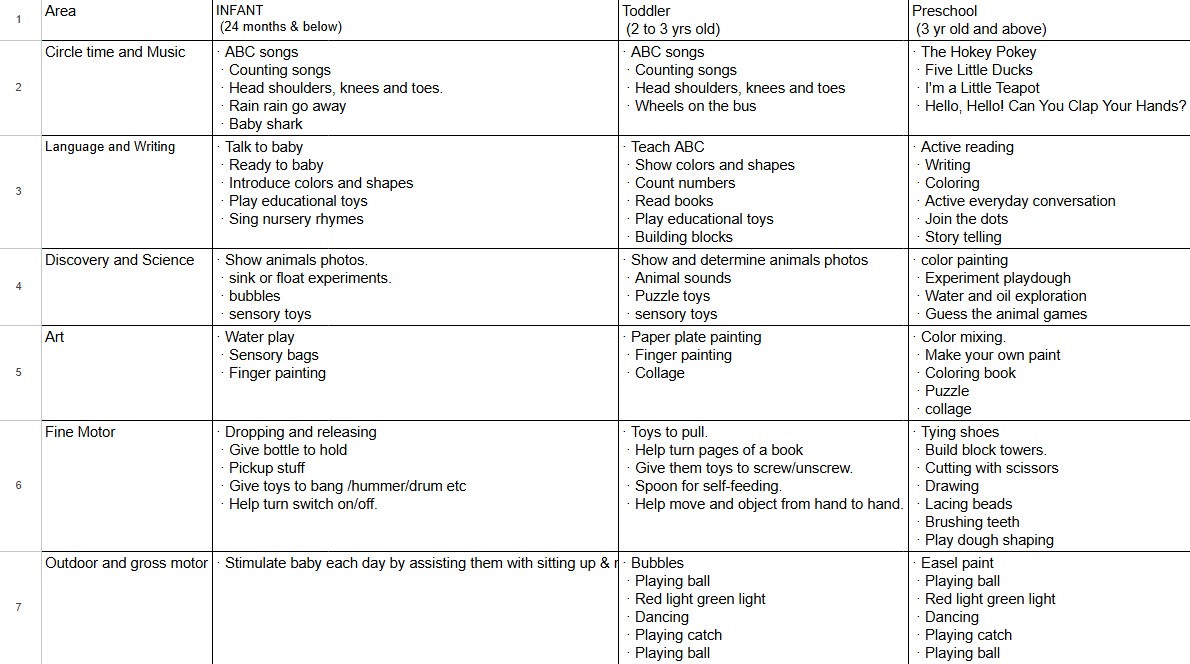 1
Area
INFANT
(24 months & below)
Toddler
(2 to 3 yrs old)
Preschool
(3 yr old and above)
2
Circle time and Music
· ABC songs
· Counting songs
· Head shoulders, knees and toes.
· Rain rain go away
· Baby shark
· ABC songs
· Counting songs
· Head shoulders, knees and toes
· Wheels on the bus
· The Hokey Pokey
· Five Little Ducks
· I'm a Little Teapot
· Hello, Hello! Can You Clap Your Hands?
3
Language and Writing
· Talk to baby
· Ready to baby
· Introduce colors and shapes
· Play educational toys
· Sing nursery rhymes
· Teach ABC
· Show colors and shapes
· Count numbers
· Read books
· Play educational toys
· Building blocks
· Active reading
· Writing
· Coloring
· Active everyday conversation
· Join the dots
· Story telling
4
Discovery and Science
· Show animals photos.
· sink or float experiments.
· bubbles
· sensory toys
· Show and determine animals photos
· Animal sounds
· Puzzle toys
· sensory toys
· color painting
· Experiment playdough
· Water and oil exploration
· Guess the animal games
5
Art
· Water play
· Sensory bags
· Finger painting
· Paper plate painting
· Finger painting
· Collage
· Color mixing.
· Make your own paint
· Coloring book
· Puzzle
· collage
6
Fine Motor
· Dropping and releasing
· Give bottle to hold
· Pickup stuff
· Give toys to bang /hummer/drum etc
· Help turn switch on/off.
· Toys to pull.
· Help turn pages of a book
· Give them toys to screw/unscrew.
· Spoon for self-feeding.
· Help move and object from hand to hand.
· Tying shoes
· Build block towers.
· Cutting with scissors
· Drawing
· Lacing beads
· Brushing teeth
· Play dough shaping
7
Outdoor and gross motor
· Stimulate baby each day by assisting them with sitting up &
· Bubbles
· Playing ball
· Red light green light
· Dancing
· Playing catch
· Playing ball
· Easel paint
· Playing ball
· Red light green light
· Dancing
· Playing catch
· Playing ball